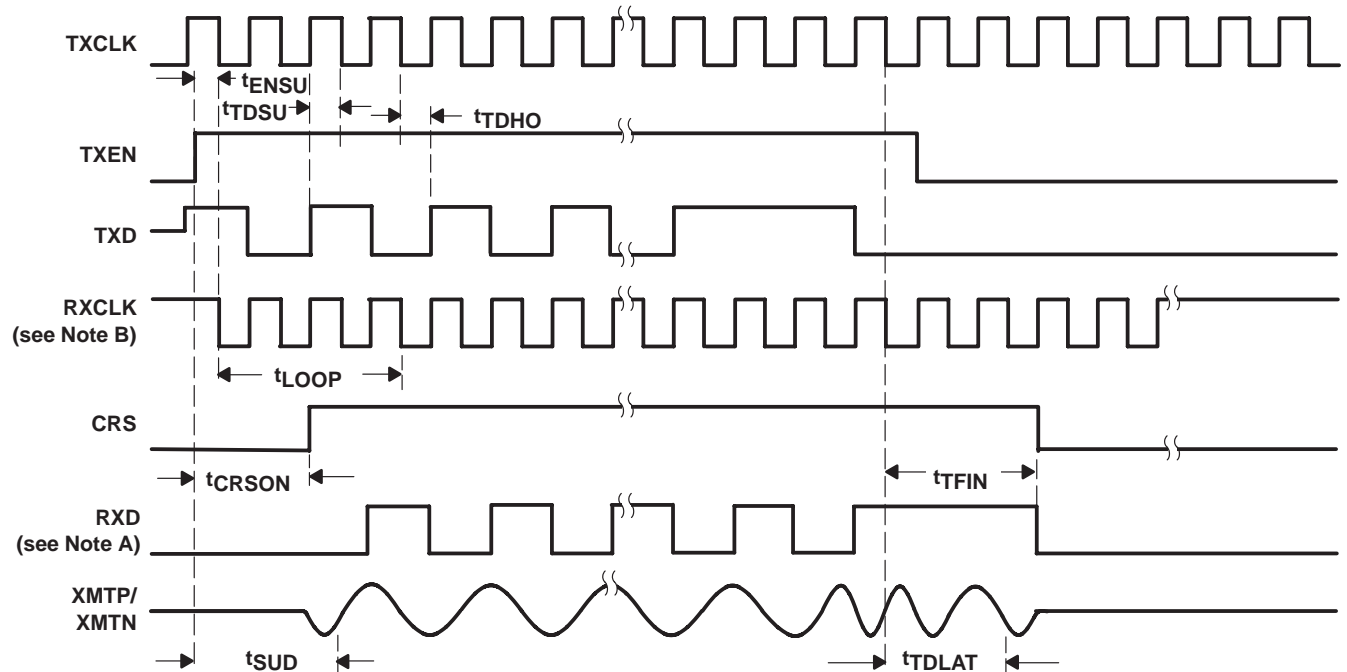 TXCLK
tENSU
tTDSU
tTDHO
TXEN
TXD
RXCLK
(see Note B)
tLOOP
CRS
tCRSON
tTFIN
RXD
(see Note A)
XMTP/
XMTN
tSUD
tTDLAT